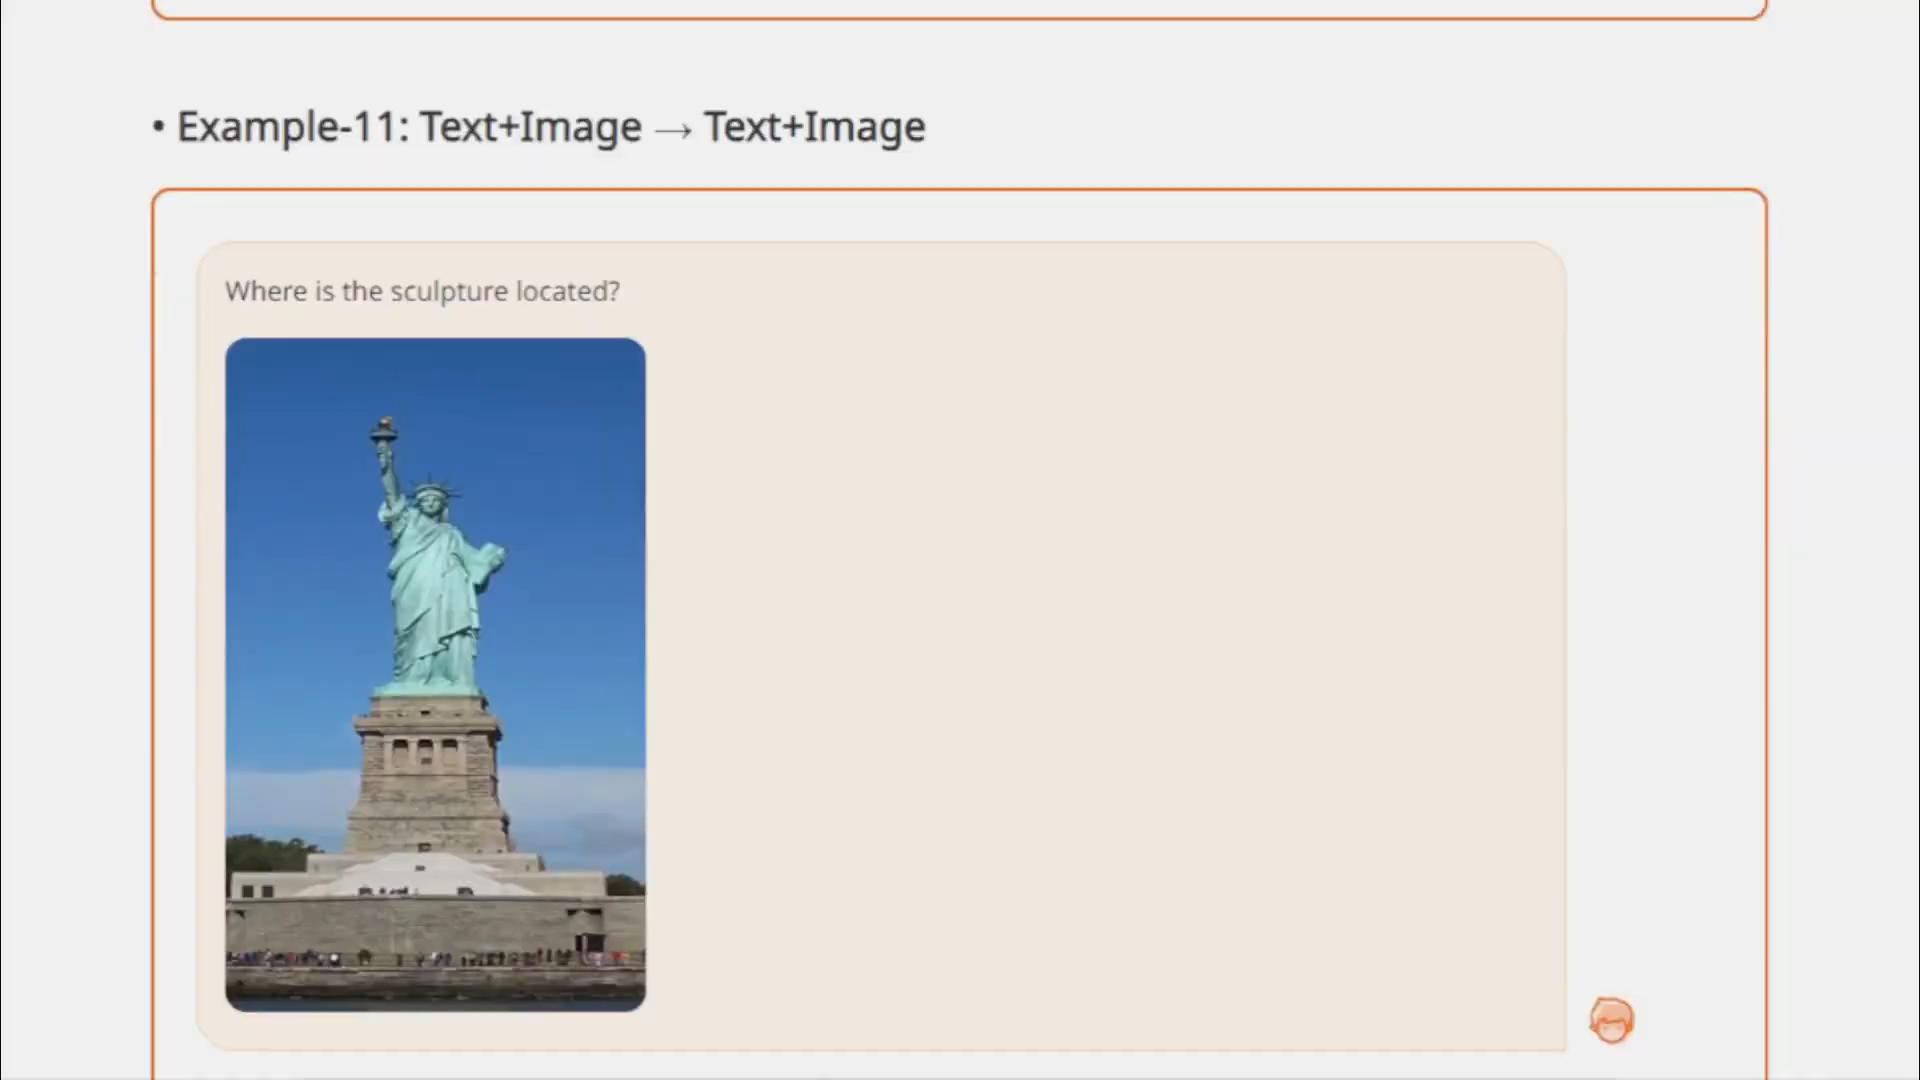 • Example-11: Text+Image → Text+Image
Where is the sculpture located?